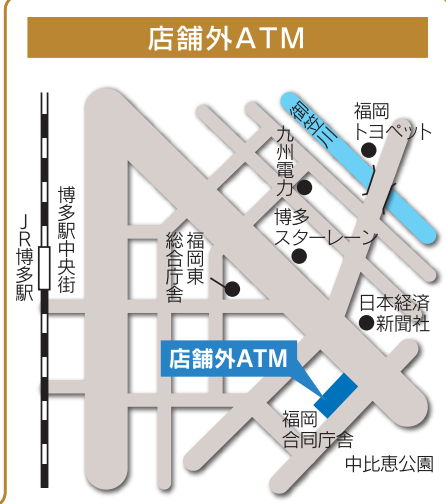 店舗外ATM
御笠川
福岡
トヨペット
九州電力
博多
スターレーン
福岡東
総合庁舎
博多駅中央街
JR博多駅
日本経済
新聞社
店舗外ATM
福岡
合同庁舎
中比恵公園